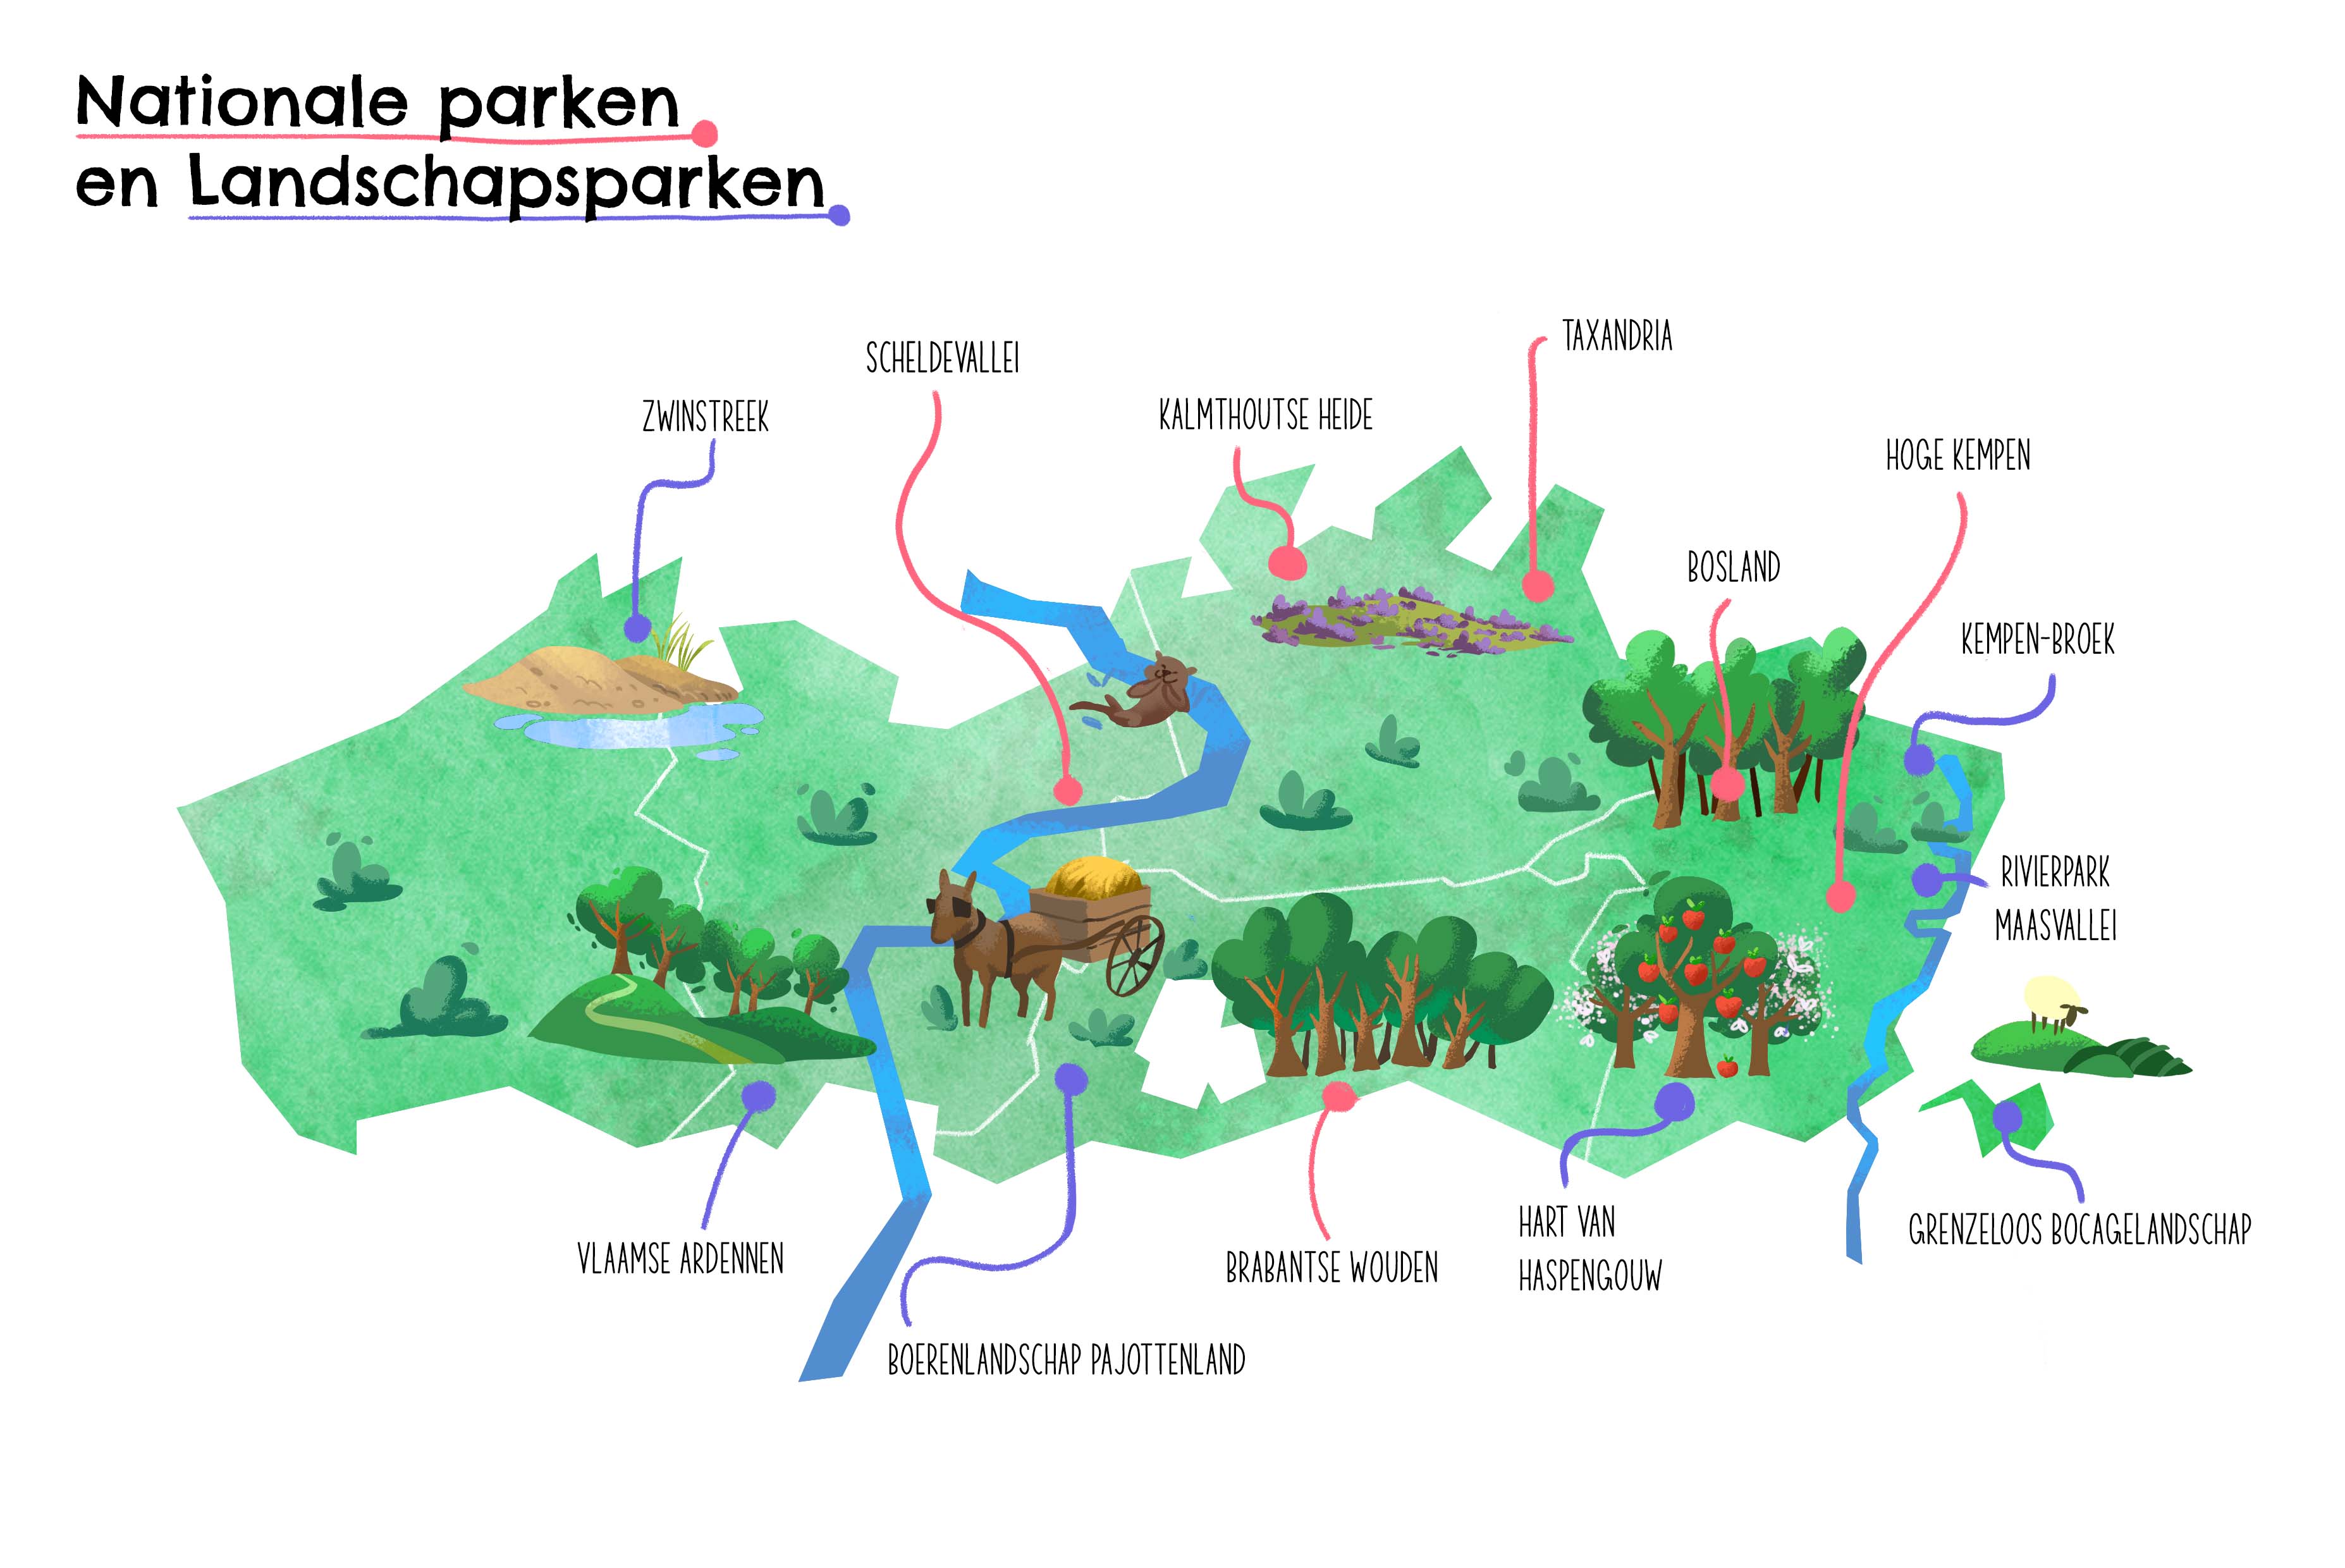 Nationale parken
en Landschapsparken
TAXANDRIA
SCHELDEVALLEI
ZWINSTREEK
KALMTHOUTSE HEIDE
HOGE KEMPEN
BOSLAND
KEMPEN-BROEK
RIVIERPARK
MAASVALLEI
VLAAMSE ARDENNEN
BOERENLANDSCHAP PAJOTTENLAND
BRABANTSE WOUDEN
HART VAN
HASPENGOUW
GRENZELOOS BOCAGELANDSCHAP